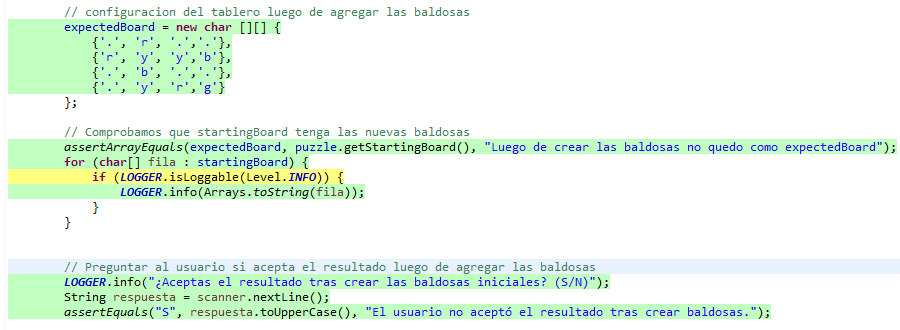 // configuracion del tablero luego de agregar las baldosas
expectedBoard = new char [][] {
{'.', 'r', '.','.'},
{'r', 'y', 'y','b'},
{'.', 'b', '.','.'},
{'.', 'y', 'r','g'}
};
// Comprobamos que startingBoard tenga las nuevas baldosas
assertArrayEquals(expectedBoard, puzzle.getStartingBoard(), "Luego de crear las baldosas no quedo como expectedBoard");
for (char[] fila : startingBoard) {
if (LOGGER.isLoggable(Level.INFO)) {
LOGGER.info(Arrays.toString(fila));
}
}
// Preguntar al usuario si acepta el resultado luego de agregar las baldosas
LOGGER.info("¿Aceptas el resultado tras crear las baldosas iniciales? (S/N)");
String respuesta = scanner.nextLine();
assertEquals("S", respuesta.toUpperCase(), "El usuario no aceptó el resultado tras crear baldosas.");